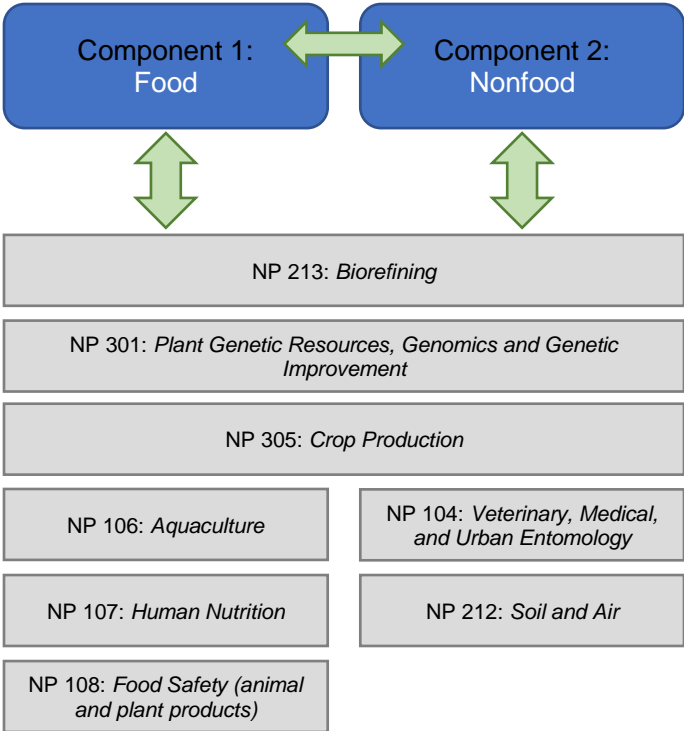 Component 1:
Food
Component 2:
Nonfood
NP 213: Biorefining
NP 301: Plant Genetic Resources, Genomics and Genetic
Improvement
NP 305: Crop Production
NP 106: Aquaculture
NP 104: Veterinary, Medical,
and Urban Entomology
NP 107: Human Nutrition
NP 212: Soil and Air
NP 108: Food Safety (animal
and plant products)